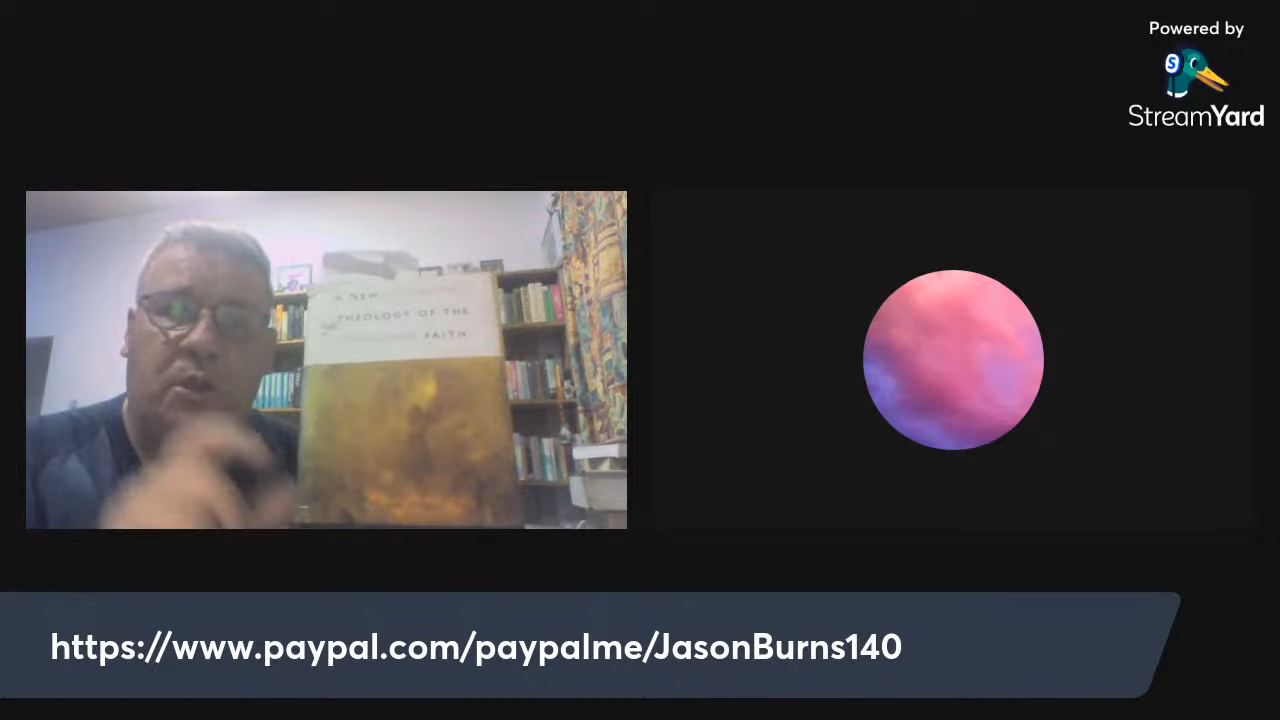 Powered by
S
StreamYard
A NEW
THEOLOGY OF THE
FAITH
https://www.paypal.com/paypalme/JasonBurns140